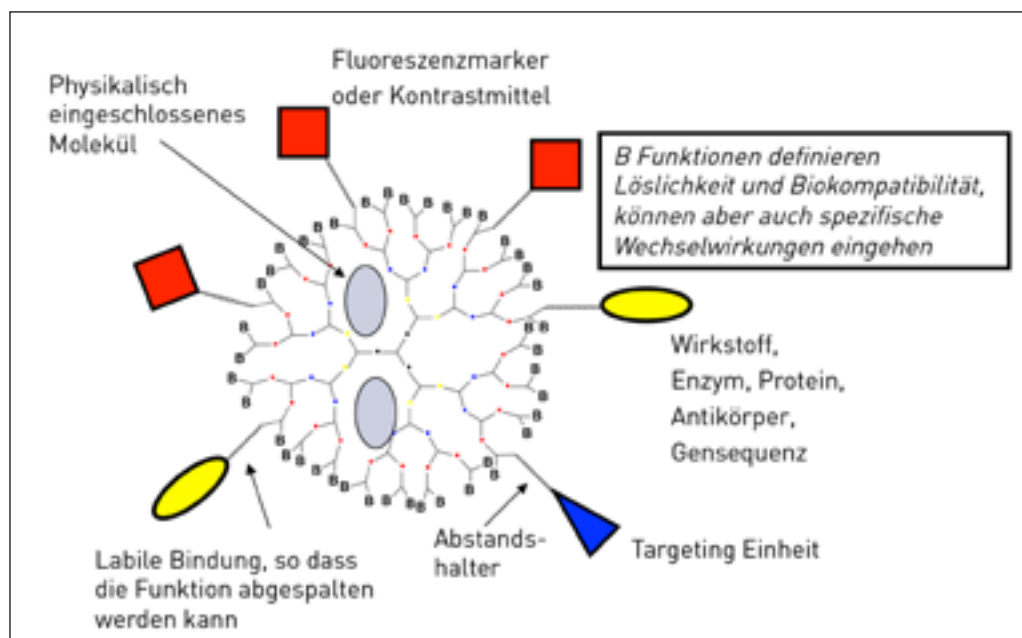 Physikalisch
eingeschlossenes
Molekül
Fluoreszenzmarker
oder Kontrastmittel
B Funktionen definieren
Löslichkeit und Biokompatibilität,
können aber auch spezifische
Wechselwirkungen eingehen
Wirkstoff,
Enzym, Protein,
Antikörper,
Gensequenz
Targeting Einheit
Abstands-
halter
Labile Bindung, so dass
die Funktion abgespalten
werden kann